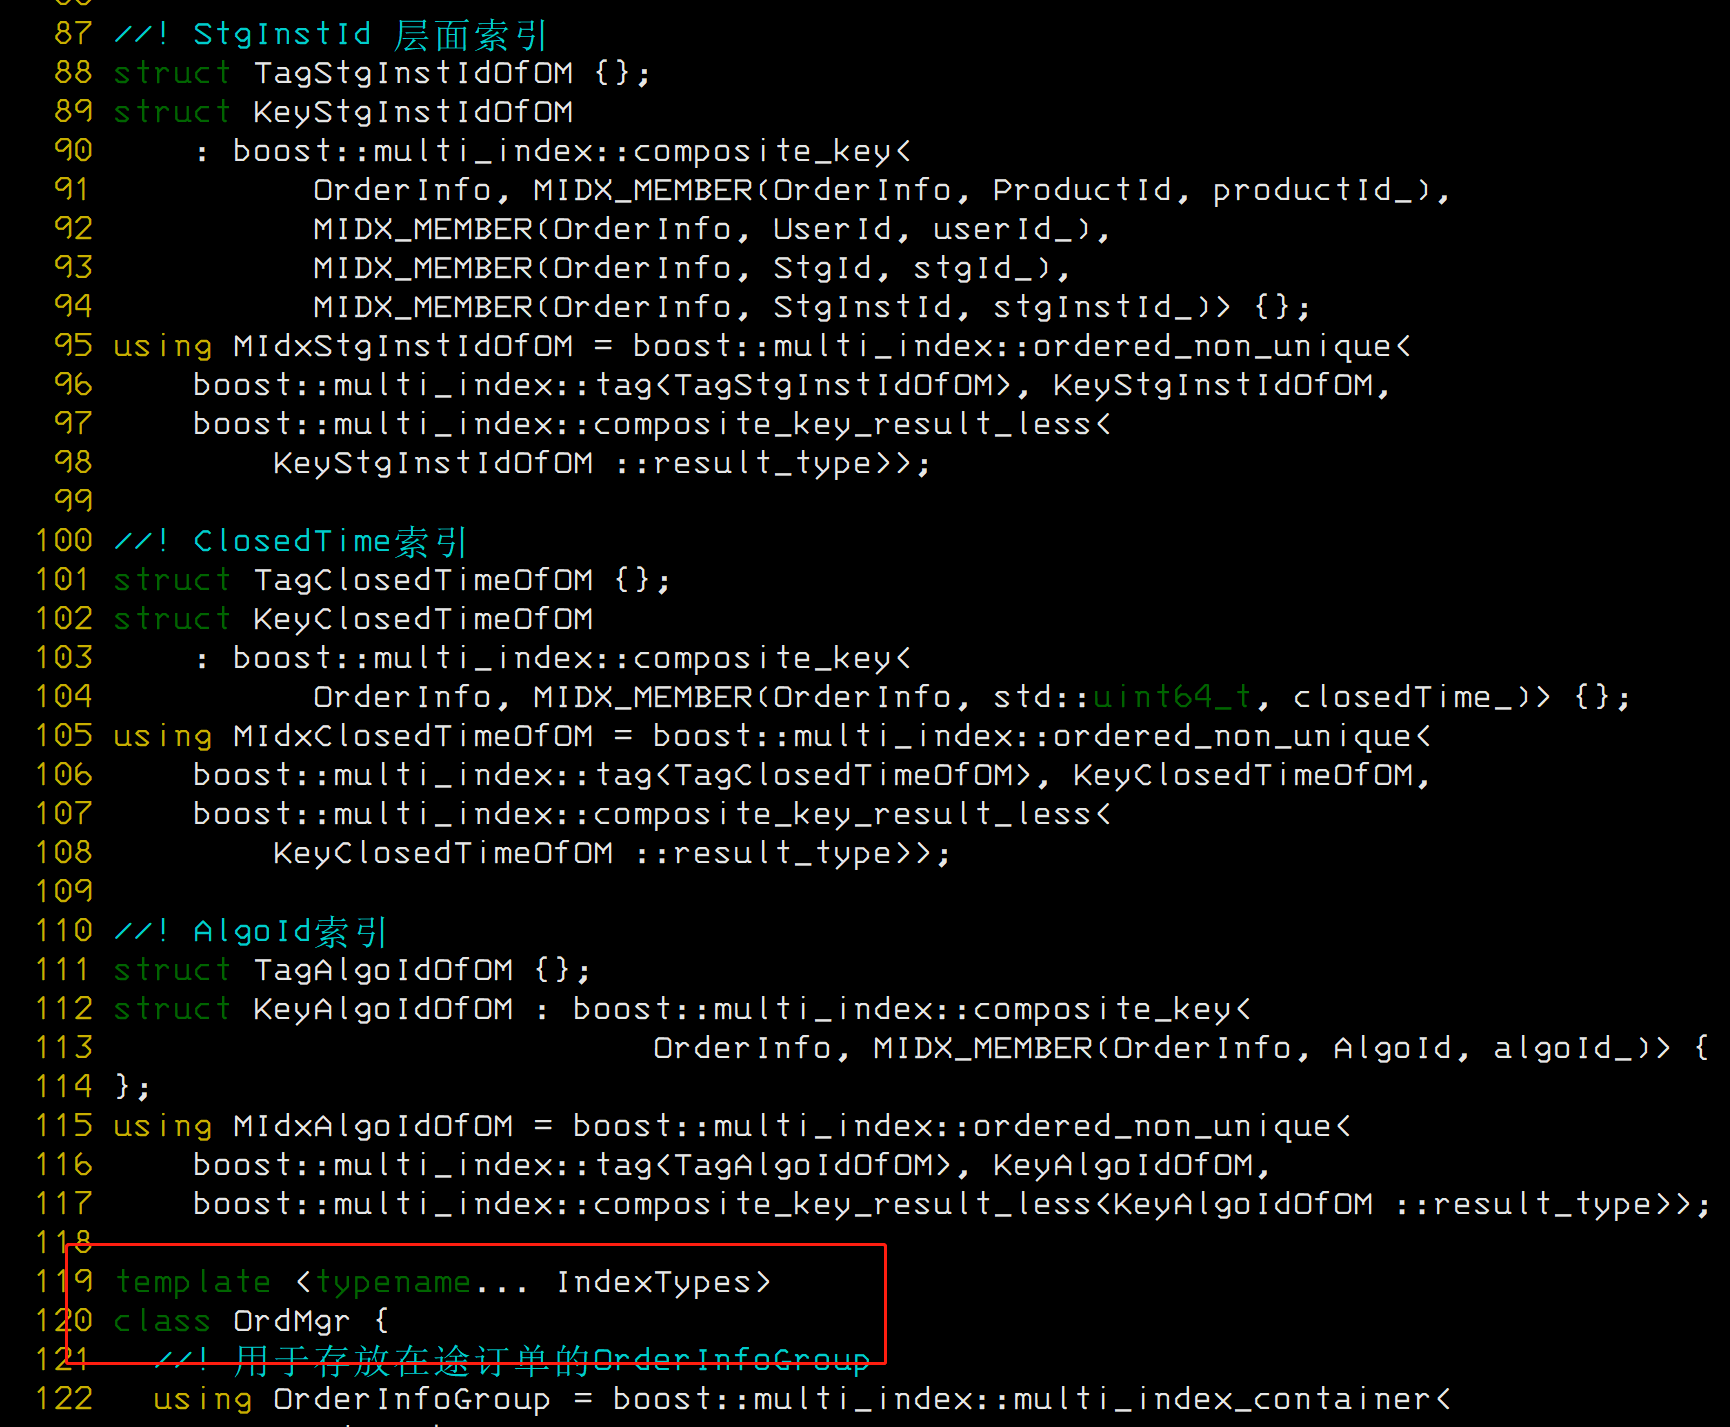 87 //! StgInstId 层面索引
88 struct TagStgInstIdOfOM {};
89 struct KeyStgInstIdOfOM
90     : boost::multi_index::composite_key<
91           OrderInfo, MIDX_MEMBER(OrderInfo, ProductId, productId_),
92           MIDX_MEMBER(OrderInfo, UserId, userId_),
93           MIDX_MEMBER(OrderInfo, StgId, stgId_),
94           MIDX_MEMBER(OrderInfo, StgInstId, stgInstId_)> {};
95 using MIdxStgInstIdOfOM = boost::multi_index::ordered_non_unique<
96     boost::multi_index::tag<TagStgInstIdOfOM>, KeyStgInstIdOfOM,
97     boost::multi_index::composite_key_result_less<
98         KeyStgInstIdOfOM ::result_type>>;
99
100 //! ClosedTime索引
101 struct TagClosedTimeOfOM {};
102 struct KeyClosedTimeOfOM
103     : boost::multi_index::composite_key<
104           OrderInfo, MIDX_MEMBER(OrderInfo, std::uint64_t, closedTime_)> {};
105 using MIdxClosedTimeOfOM = boost::multi_index::ordered_non_unique<
106     boost::multi_index::tag<TagClosedTimeOfOM>, KeyClosedTimeOfOM,
107     boost::multi_index::composite_key_result_less<
108         KeyClosedTimeOfOM ::result_type>>;
109
110 //! AlgoId索引
111 struct TagAlgoIdOfOM {};
112 struct KeyAlgoIdOfOM : boost::multi_index::composite_key<
113                            OrderInfo, MIDX_MEMBER(OrderInfo, AlgoId, algoId_)> {
114 };
115 using MIdxAlgoIdOfOM = boost::multi_index::ordered_non_unique<
116     boost::multi_index::tag<TagAlgoIdOfOM>, KeyAlgoIdOfOM,
117     boost::multi_index::composite_key_result_less<KeyAlgoIdOfOM ::result_type>>;
118
119 template <typename... IndexTypes>
120 class OrdMgr {
121   //! 用于存放在途订单的OrderInfoGroup
122   using OrderInfoGroup = boost::multi_index::multi_index_container<